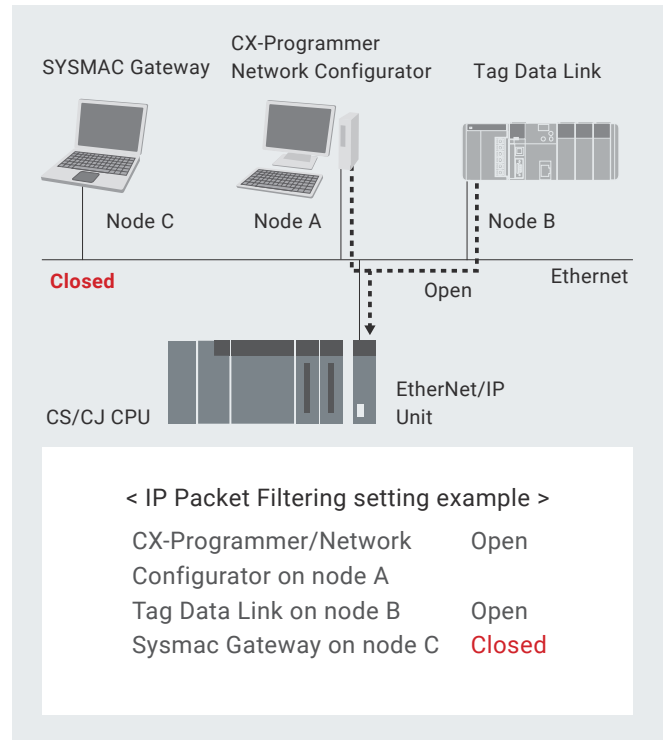 SYSMAC Gateway
CX-Programmer
Network Configurator
Tag Data Link
Node C
Node A
Node B
Closed
Open
Ethernet
CS/CJ CPU
EtherNet/IP
Unit
< IP Packet Filtering setting example >
CX-Programmer/Network Open
Configurator on node A
Tag Data Link on node B Open
Sysmac Gateway on node C Closed